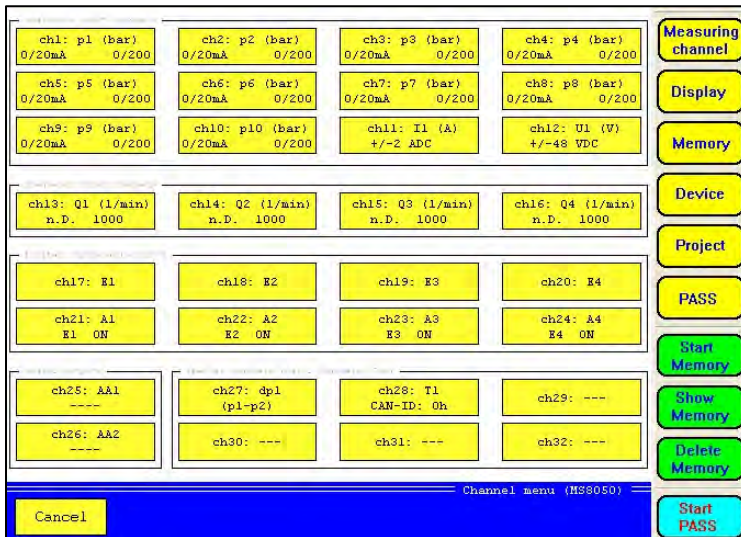 ch1: p1 (bar)
0/20mA 0/200
ch2: p2 (bar)
0/20mA 0/200
ch3: p3 (bar)
0/20mA 0/200
ch4: p4 (bar)
0/20mA 0/200
ch5: p5 (bar)
0/20mA 0/200
ch6: p6 (bar)
0/20mA 0/200
ch7: p7 (bar)
0/20mA 0/200
ch8: p8 (bar)
0/20mA 0/200
ch9: p9 (bar)
0/20mA 0/200
ch10: p10 (bar)
0/20mA 0/200
ch11: I1 (A)
+/-2 ADC
ch12: U1 (V)
+/-48 VDC
ch13: Q1 (l/min)
n.D. 1000
ch14: Q2 (l/min)
n.D. 1000
ch15: Q3 (l/min)
n.D. 1000
ch16: Q4 (l/min)
n.D. 1000
ch17: E1
ch18: E2
ch19: E3
ch20: E4
ch21: A1
E1 ON
ch22: A2
E2 ON
ch23: A3
E3 ON
ch24: A4
E4 ON
ch25: AA1
----
ch26: AA2
----
ch27: dp1
(p1-p2)
ch28: T1
CAN-ID: 0h
ch29: ---
ch30: ---
ch31: ---
ch32: ---
Channel menu (MS8050)
Cancel
Measuring
channel
Display
Memory
Device
Project
PASS
Start
Memory
Show
Memory
Delete
Memory
Start
PASS